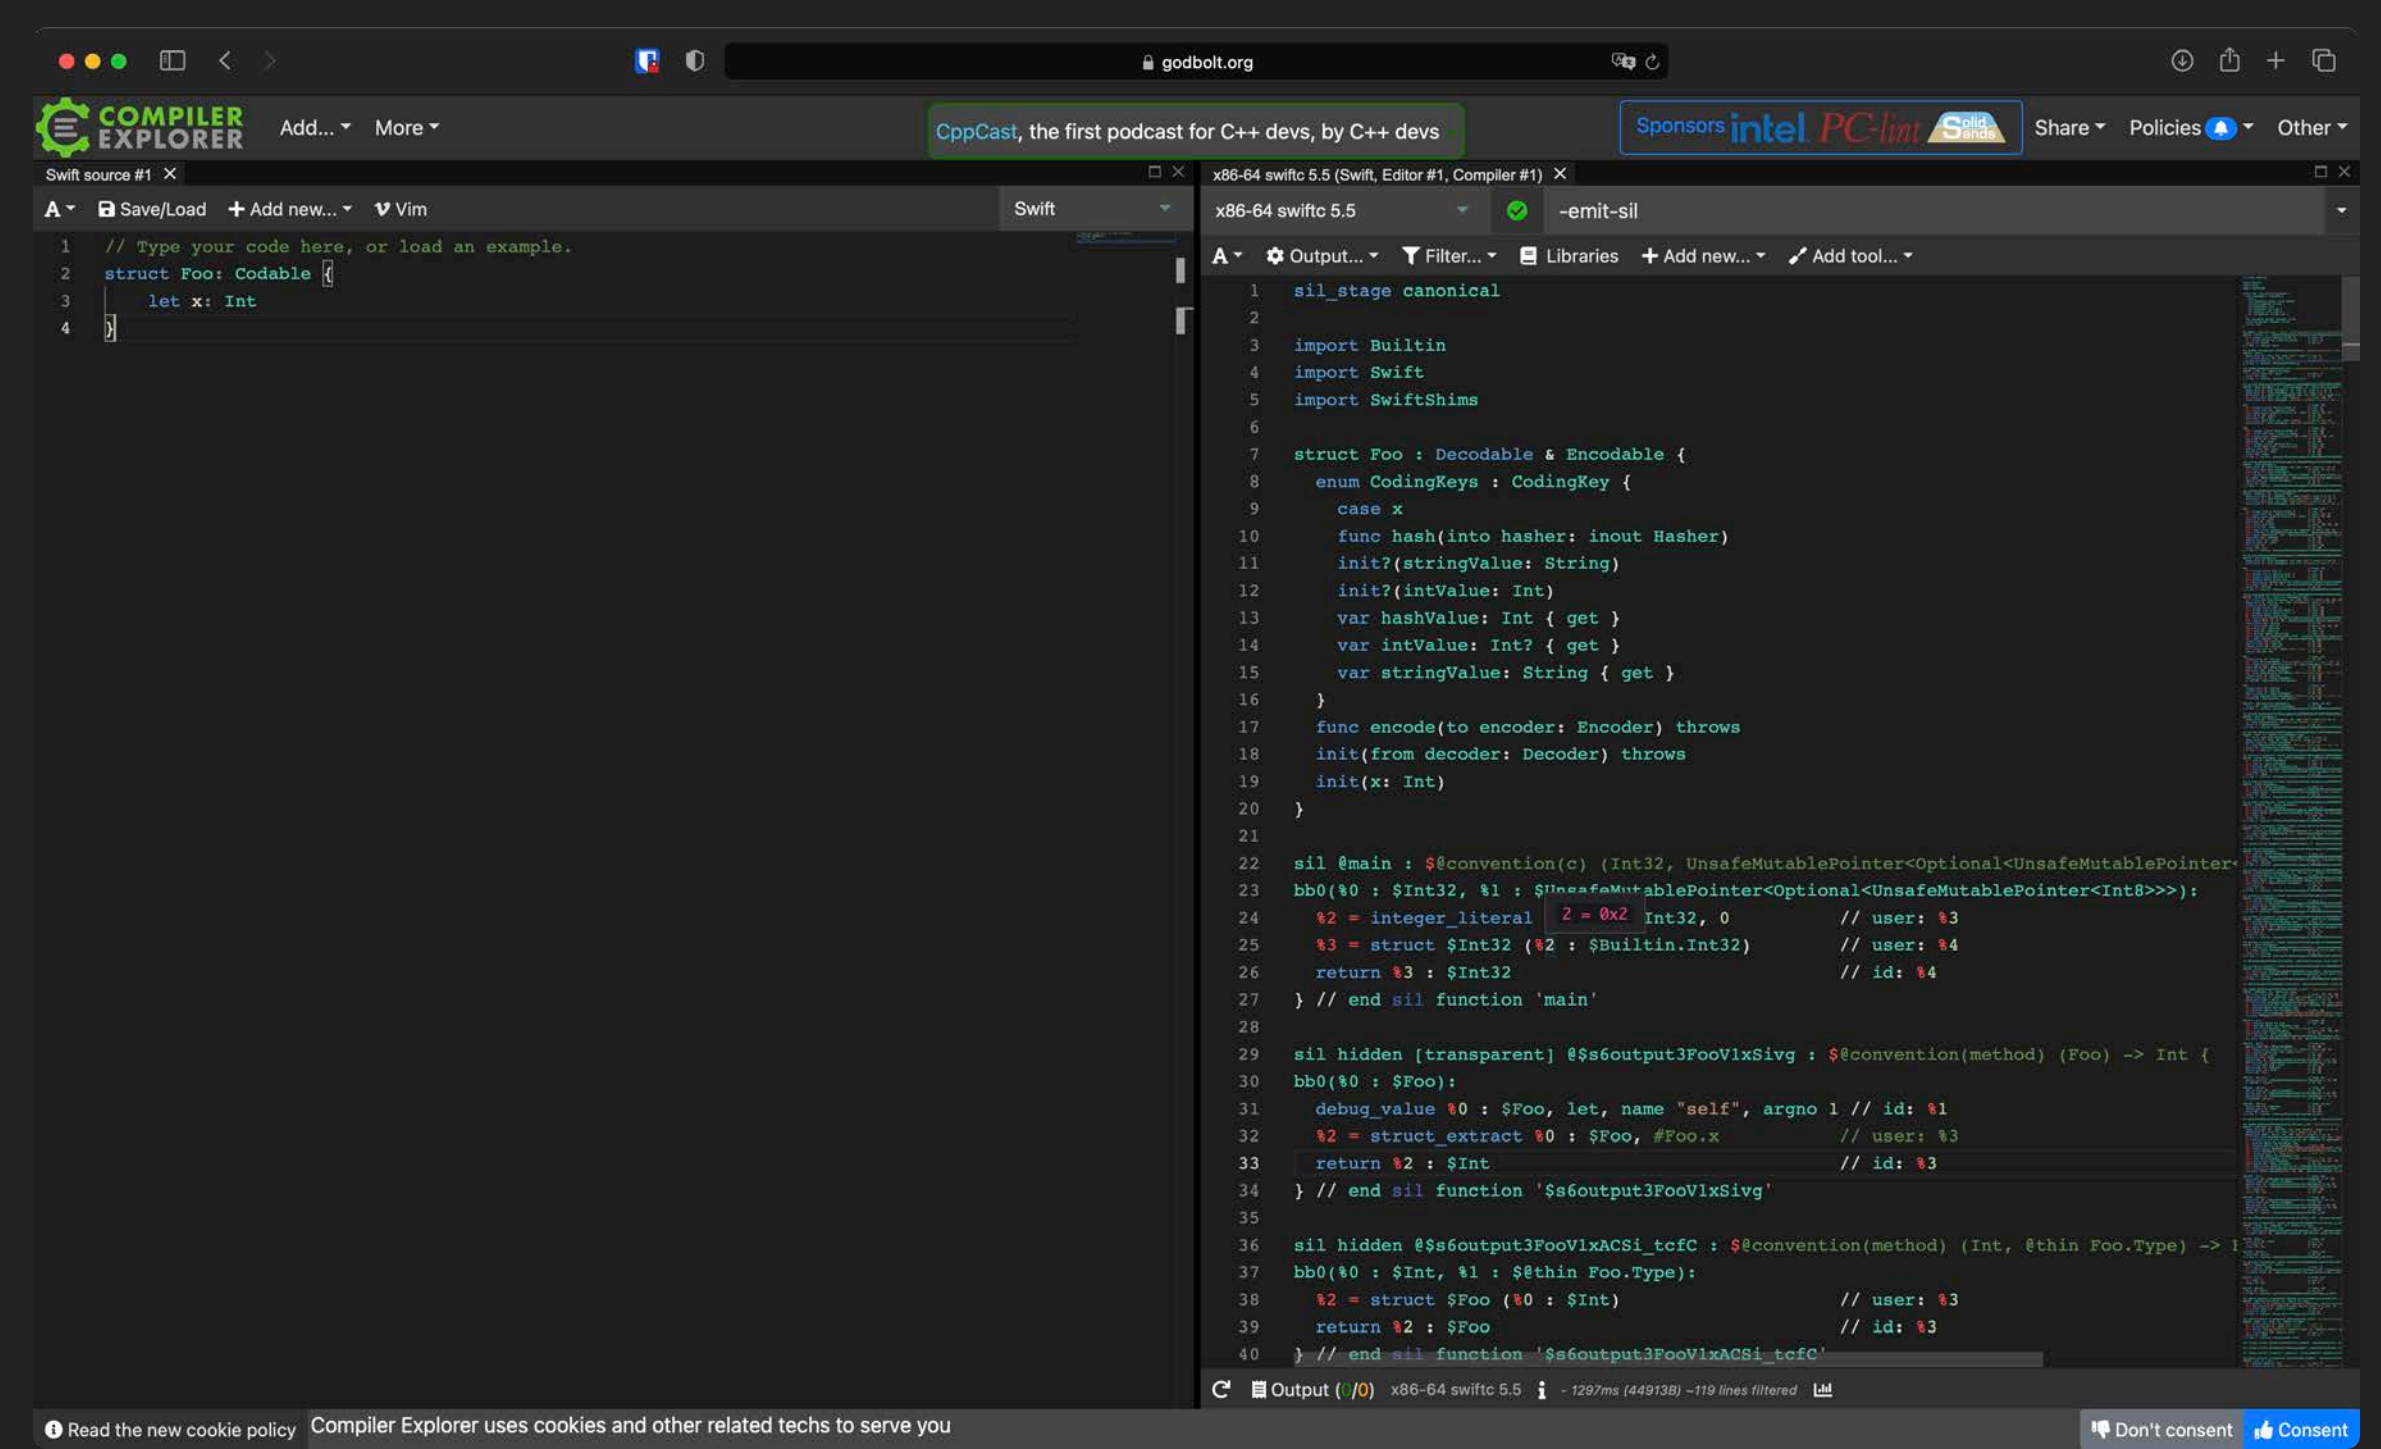 godbolt.org
COMPILER
EXPLORER
Add...
More
CppCast, the first podcast for C++ devs, by C++ devs
Sponsors intel. PC-lint Solid Sands
Share
Policies
Other
Swift source #1
A
Save/Load
Add new...
Vim
Swift
1 // Type your code here, or load an example.
2 struct Foo: Codable {
3 let x: Int
4 }
x86-64 swiftc 5.5 (Swift, Editor #1, Compiler #1)
x86-64 swiftc 5.5
-emit-sil
A
Output...
Filter...
Libraries
Add new...
Add tool...
1 sil_stage canonical
2
3 import Builtin
4 import Swift
5 import SwiftShims
6
7 struct Foo : Decodable & Encodable {
8 enum CodingKeys : CodingKey {
9 case x
10 func hash(into hasher: inout Hasher)
11 init?(stringValue: String)
12 init?(intValue: Int)
13 var hashValue: Int { get }
14 var intValue: Int? { get }
15 var stringValue: String { get }
16 }
17 func encode(to encoder: Encoder) throws
18 init(from decoder: Decoder) throws
19 init(x: Int)
20 }
21
22 sil @main : $@convention(c) (Int32, UnsafeMutablePointer<Optional<UnsafeMutablePointer<
23 bb0(%0 : $Int32, %1 : $UnsafeMutablePointer<Optional<UnsafeMutablePointer<Int8>>>):
24 %2 = integer_literal 2 = 0x2 Int32, 0 // user: %3
25 %3 = struct $Int32 (%2 : $Builtin.Int32) // user: %4
26 return %3 : $Int32 // id: %4
27 } // end sil function 'main'
28
29 sil hidden [transparent] @$s6output3FooV1xSivg : $@convention(method) (Foo) -> Int {
30 bb0(%0 : $Foo):
31 debug_value %0 : $Foo, let, name "self", argno 1 // id: %1
32 %2 = struct_extract %0 : $Foo, #Foo.x // user: %3
33 return %2 : $Int // id: %3
34 } // end sil function '$s6output3FooV1xSivg'
35
36 sil hidden @$s6output3FooV1xACSi_tcfC : $@convention(method) (Int, @thin Foo.Type) ->
37 bb0(%0 : $Int, %1 : $@thin Foo.Type):
38 %2 = struct $Foo (%0 : $Int) // user: %3
39 return %2 : $Foo // id: %3
40 } // end sil function '$s6output3FooV1xACSi_tcfC'
Output (0/0) x86-64 swiftc 5.5 - 1297ms (44913B) ~119 lines filtered
Read the new cookie policy
Compiler Explorer uses cookies and other related techs to serve you
Don't consent
Consent